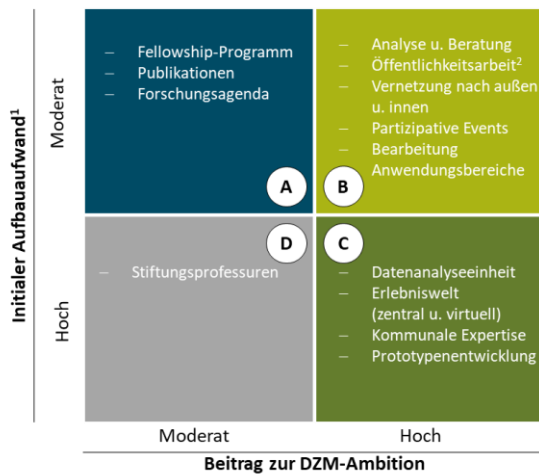 Initialer Aufbauaufwand¹
Moderat
Hoch
– Fellowship-Programm
– Publikationen
– Forschungsagenda
A
– Analyse u. Beratung
– Öffentlichkeitsarbeit²
– Vernetzung nach außen
u. innen
– Partizipative Events
– Bearbeitung
Anwendungsbereiche
B
D
– Stiftungsprofessuren
C
– Datenanalyseeinheit
– Erlebniswelt
(zentral u. virtuell)
– Kommunale Expertise
– Prototypenentwicklung
Moderat
Hoch
Beitrag zur DZM-Ambition